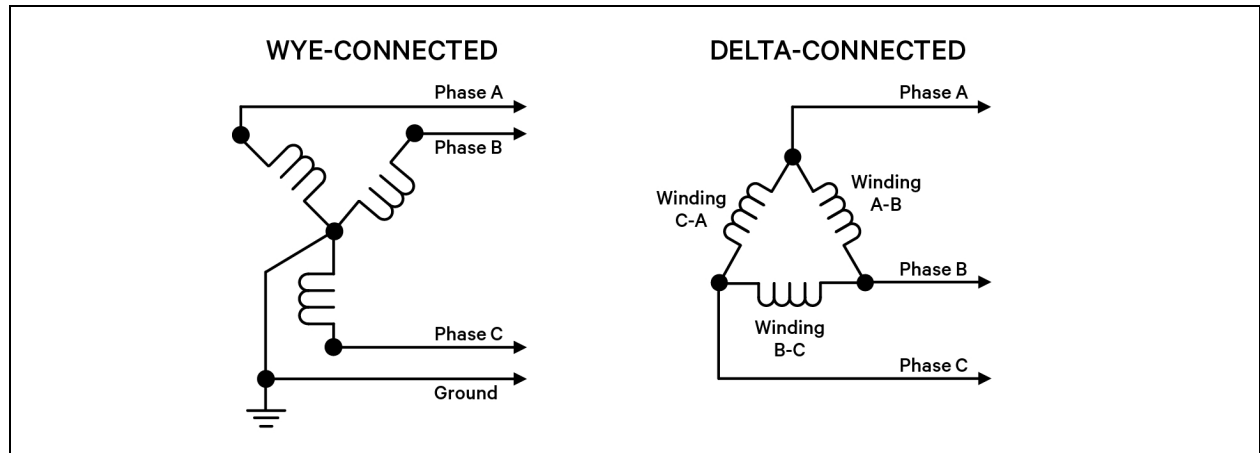 WYE-CONNECTED
Phase A
Phase B
Phase C
Ground
DELTA-CONNECTED
Phase A
Winding
C-A
Winding
A-B
Phase B
Winding
B-C
Phase C